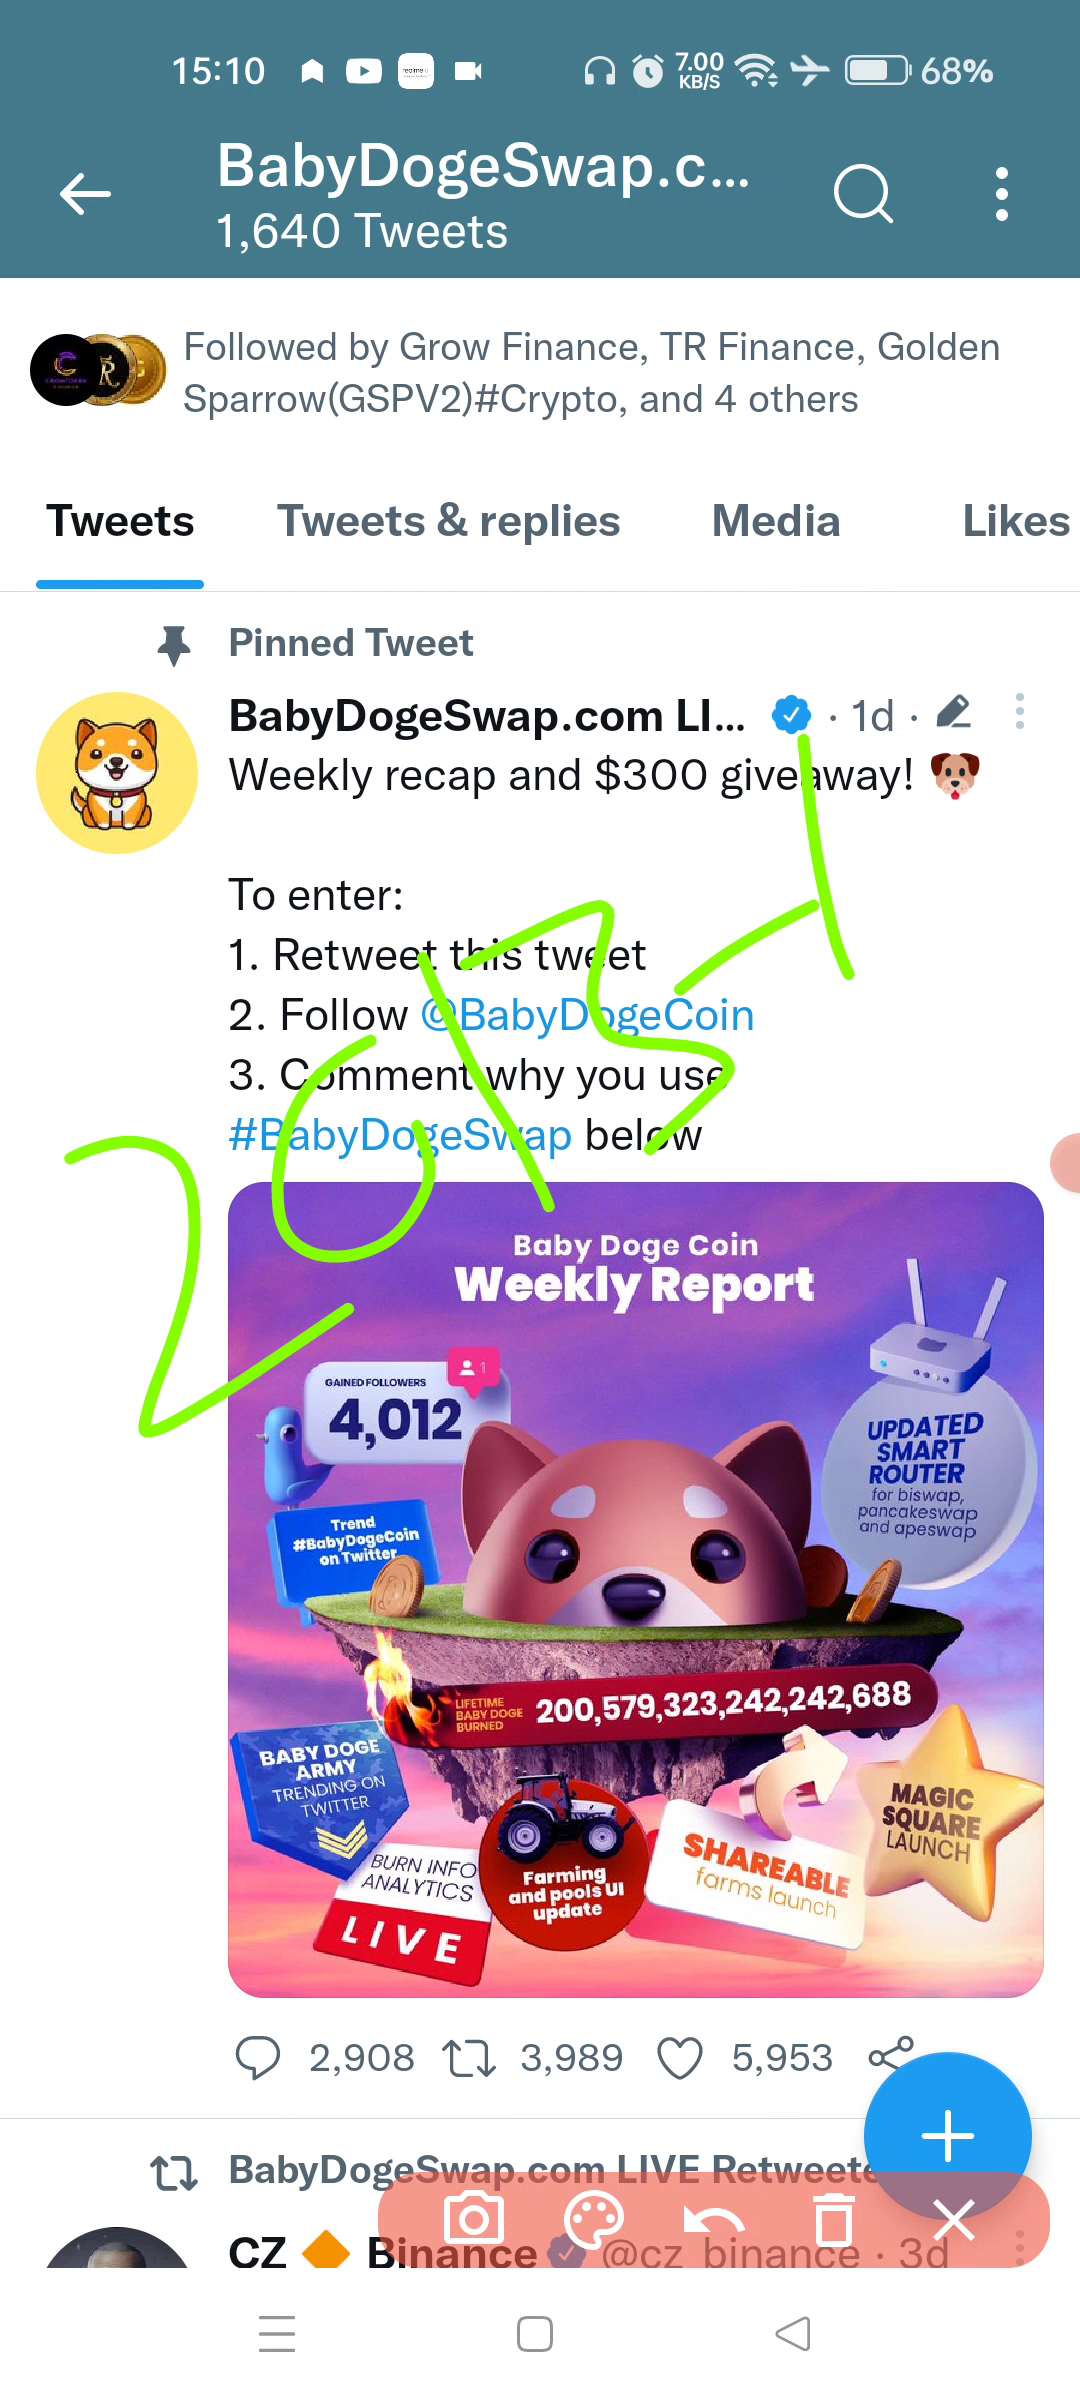 15:10 7.00 KB/S 68%
BabyDogeSwap.c...
1,640 Tweets
Followed by Grow Finance, TR Finance, Golden
Sparrow(GSPV2)#Crypto, and 4 others
Tweets Tweets & replies Media Likes
Pinned Tweet
BabyDogeSwap.com LI... · 1d ·
Weekly recap and $300 giveaway!
To enter:
1. Retweet this tweet
2. Follow @BabyDogeCoin
3. Comment why you use
#BabyDogeSwap below
Baby Doge Coin
Weekly Report
1
GAINED FOLLOWERS
4,012
UPDATED
SMART
ROUTER
for biswap,
pancakeswap
and apeswap
Trend
#BabyDogeCoin
on Twitter
LIFETIME
BABY DOGE
BURNED
200,579,323,242,242,688
BABY DOGE
ARMY
TRENDING ON
TWITTER
MAGIC
SQUARE
LAUNCH
BURN INFO
ANALYTICS
LIVE
Farming
and pools UI
update
SHAREABLE
farms launch
2,908 3,989 5,953
BabyDogeSwap.com LIVE Retweete
CZ Binance @cz_binance · 3d